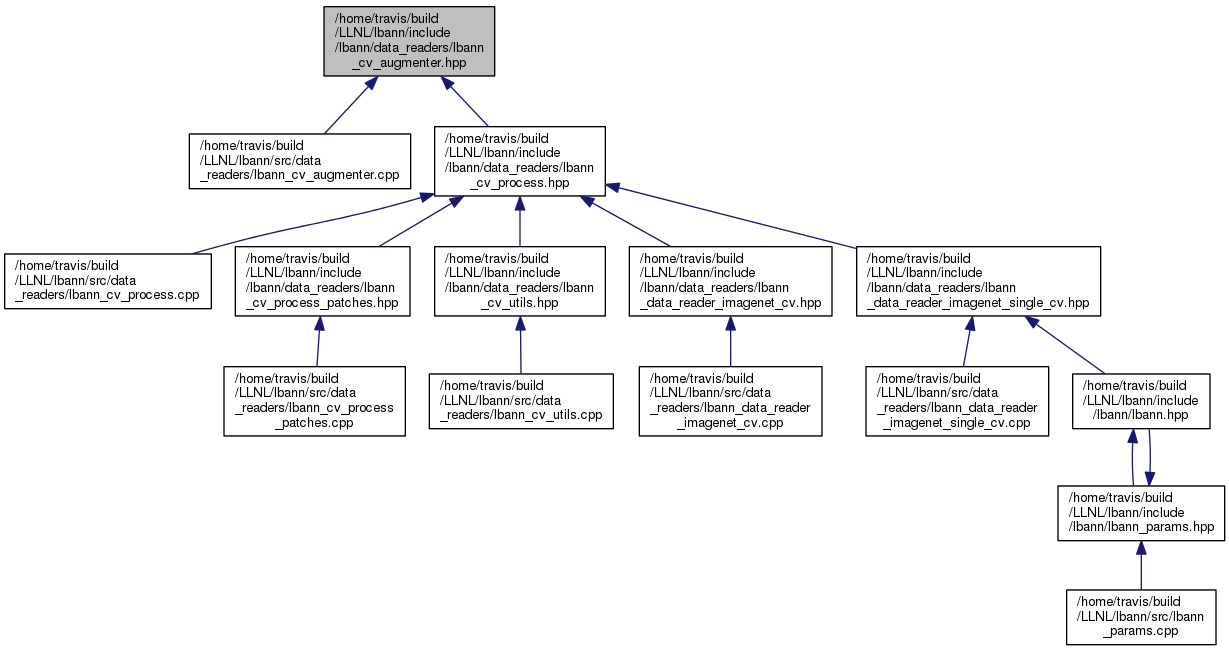 /home/travis/build
/LLNL/lbann/include
/lbann/data_readers/lbann
_cv_augmenter.hpp
/home/travis/build
/LLNL/lbann/src/data
_readers/lbann_cv_augmenter.cpp
/home/travis/build
/LLNL/lbann/include
/lbann/data_readers/lbann
_cv_process.hpp
/home/travis/build
/LLNL/lbann/src/data
_readers/lbann_cv_process.cpp
/home/travis/build
/LLNL/lbann/include
/lbann/data_readers/lbann
_cv_process_patches.hpp
/home/travis/build
/LLNL/lbann/include
/lbann/data_readers/lbann
_cv_utils.hpp
/home/travis/build
/LLNL/lbann/include
/lbann/data_readers/lbann
_data_reader_imagenet_cv.hpp
/home/travis/build
/LLNL/lbann/include
/lbann/data_readers/lbann
_data_reader_imagenet_single_cv.hpp
/home/travis/build
/LLNL/lbann/src/data
_readers/lbann_cv_process
_patches.cpp
/home/travis/build
/LLNL/lbann/src/data
_readers/lbann_cv_utils.cpp
/home/travis/build
/LLNL/lbann/src/data
_readers/lbann_data_reader
_imagenet_cv.cpp
/home/travis/build
/LLNL/lbann/src/data
_readers/lbann_data_reader
_imagenet_single_cv.cpp
/home/travis/build
/LLNL/lbann/include
/lbann/lbann.hpp
/home/travis/build
/LLNL/lbann/include
/lbann/lbann_params.hpp
/home/travis/build
/LLNL/lbann/src/lbann
_params.cpp